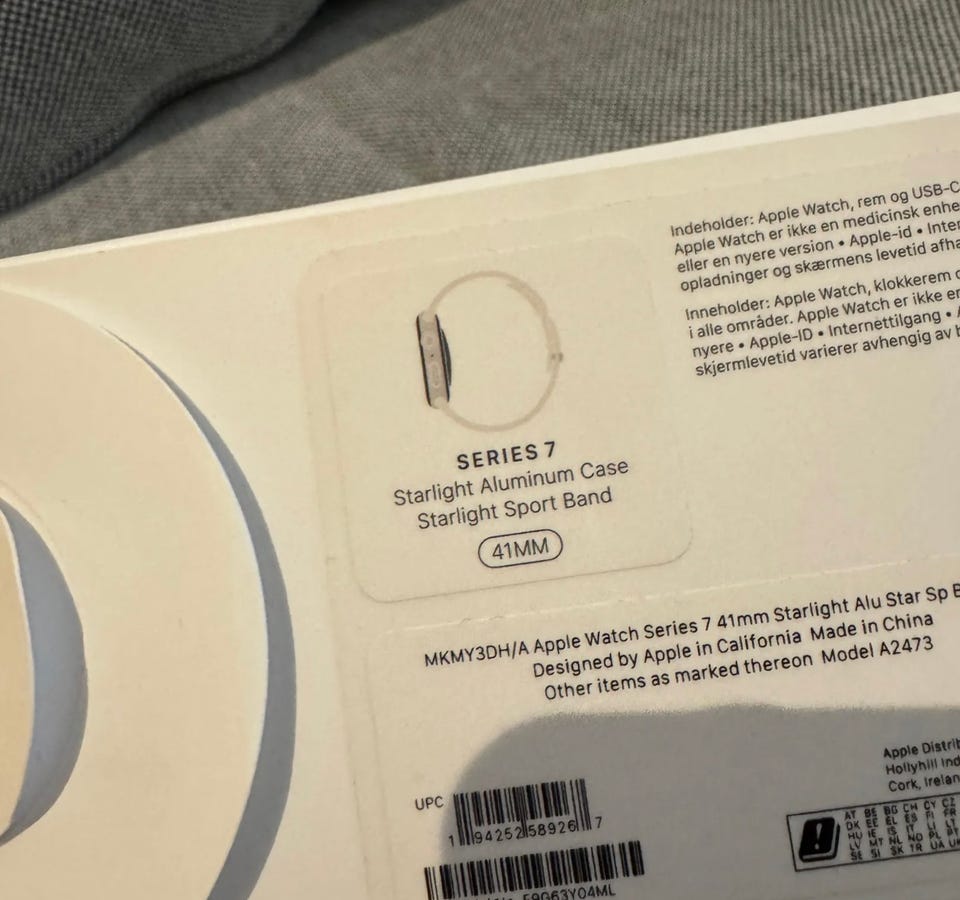 Indeholder: Apple Watch, rem og USB-C
Apple Watch er ikke en medicinsk enhe
eller en nyere version • Apple-id • Inter
opladninger og skærmens levetid afha
Inneholder: Apple Watch, klokkerem o
i alle områder. Apple Watch er ikke en
nyere • Apple-ID • Internettilgang • A
skjermlevetid varierer avhengig av b
SERIES 7
Starlight Aluminum Case
Starlight Sport Band
41MM
MKMY3DH/A Apple Watch Series 7 41mm Starlight Alu Star Sp B
Designed by Apple in California Made in China
Other items as marked thereon Model A2473
Apple Distrib
Hollyhill Ind
Cork, Irelan
UPC
1 94252 58926 7
AT BE BG CH CY CZ
DK EE EL ES FI FR
HU IE IS IT LI LT
LV MT NL NO PL PT
SE SI SK TR UA UK